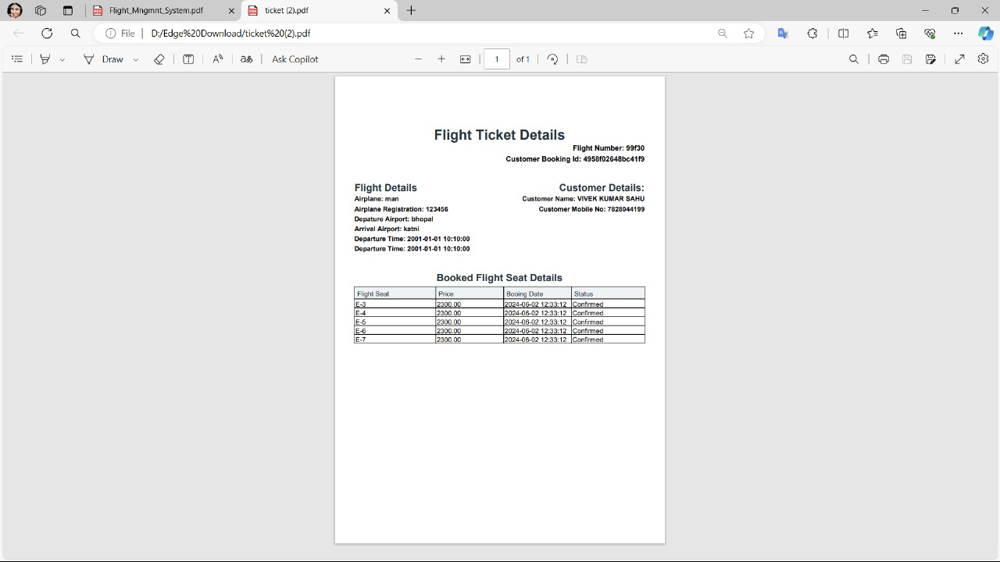 Flight_Mngmnt_System.pdf
ticket (2).pdf
File
D:/Edge%20Download/ticket%20(2).pdf
Draw
Ask Copilot
1
of 1
Flight Ticket Details
Flight Number: 99f30
Customer Booking Id: 4958f02648bc41f9
Flight Details
Customer Details:
Airplane: man
Customer Name: VIVEK KUMAR SAHU
Airplane Registration: 123456
Customer Mobile No: 7828044199
Depature Airport: bhopal
Arrival Airport: katni
Departure Time: 2001-01-01 10:10:00
Departure Time: 2001-01-01 10:10:00
Booked Flight Seat Details
Flight Seat Price Booing Date Status
E-3 2300.00 2024-06-02 12:33:12 Confirmed
E-4 2300.00 2024-06-02 12:33:12 Confirmed
E-5 2300.00 2024-06-02 12:33:12 Confirmed
E-6 2300.00 2024-06-02 12:33:12 Confirmed
E-7 2300.00 2024-06-02 12:33:12 Confirmed